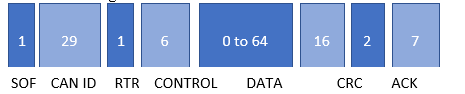 1 29 1 6 0 to 64 16 2 7
SOF CAN ID RTR CONTROL DATA CRC ACK